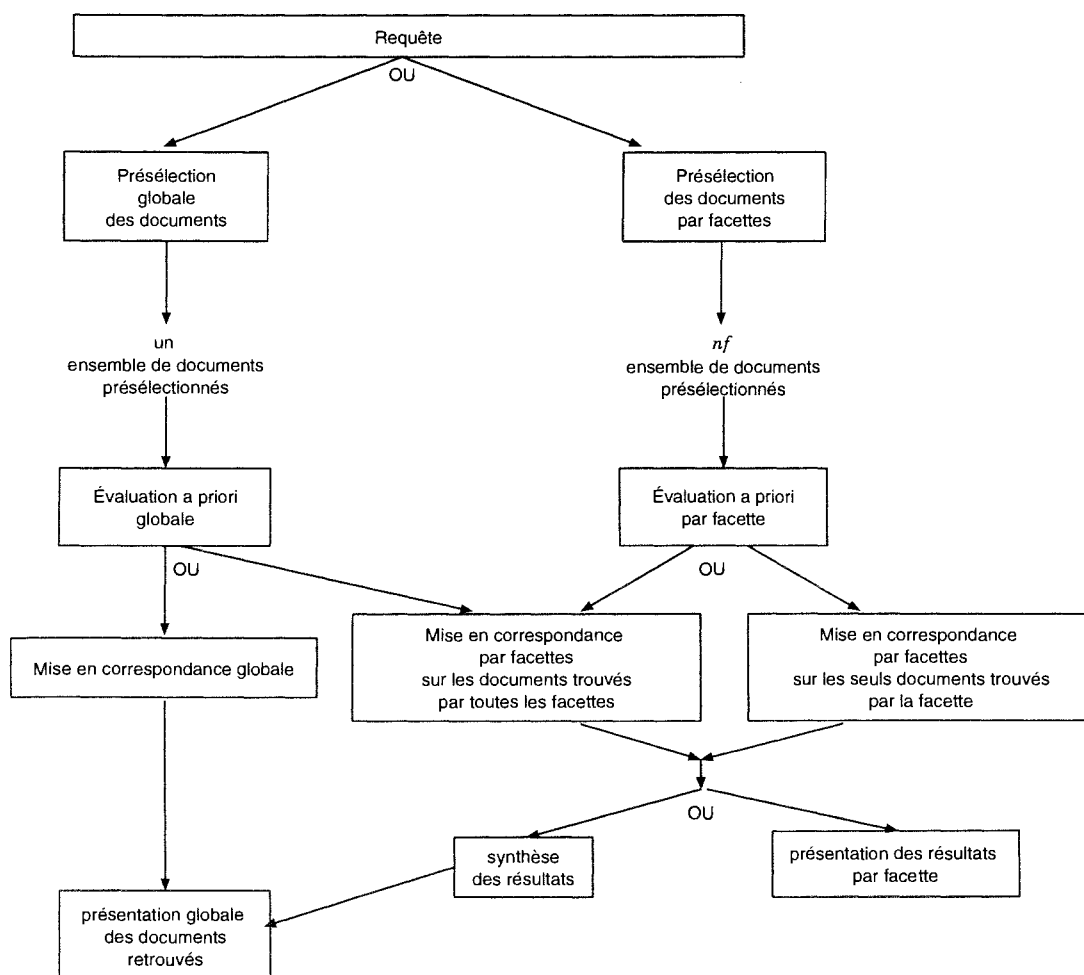 Requête
OU
Présélection
globale
des documents
Présélection
des documents
par facettes
un
ensemble de documents
présélectionnés
nf
ensemble de documents
présélectionnés
Évaluation a priori
globale
Évaluation a priori
par facette
OU
OU
Mise en correspondance globale
Mise en correspondance
par facettes
sur les documents trouvés
par toutes les facettes
Mise en correspondance
par facettes
sur les seuls documents trouvés
par la facette
OU
synthèse
des résultats
présentation des résultats
par facette
présentation globale
des documents
retrouvés